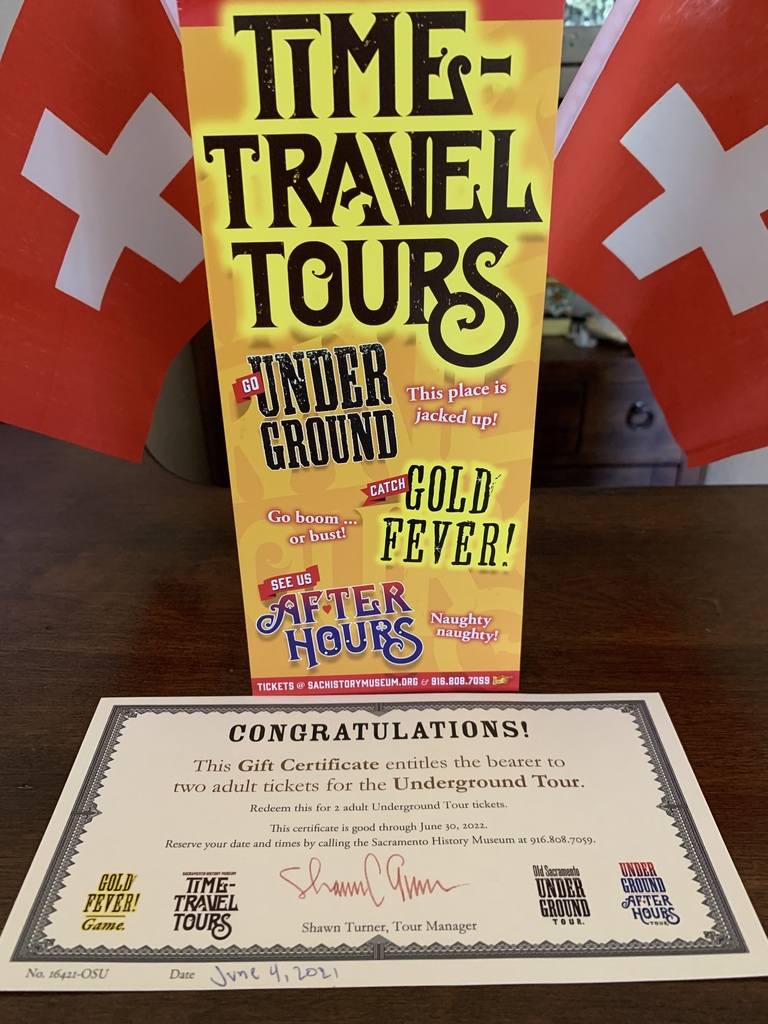 TIME-
TRAVEL
TOURS
GO UNDER
GROUND
This place is
jacked up!
CATCH GOLD
FEVER!
Go boom ...
or bust!
SEE US
AFTER
HOURS
Naughty
naughty!
TICKETS @ SACHISTORYMUSEUM.ORG & 916.808.7059
CONGRATULATIONS!
This Gift Certificate entitles the bearer to
two adult tickets for the Underground Tour.
Redeem this for 2 adult Underground Tour tickets.
This certificate is good through June 30, 2022.
Reserve your date and times by calling the Sacramento History Museum at 916.808.7059.
GOLD
FEVER!
Game.
SACRAMENTO HISTORY MUSEUM
TIME-
TRAVEL
TOURS
Shawn Turner, Tour Manager
Old Sacramento
UNDER
GROUND
TOUR.
UNDER
GROUND
AFTER
HOURS
TOUR
No. 16421-OSU Date June 4, 2021